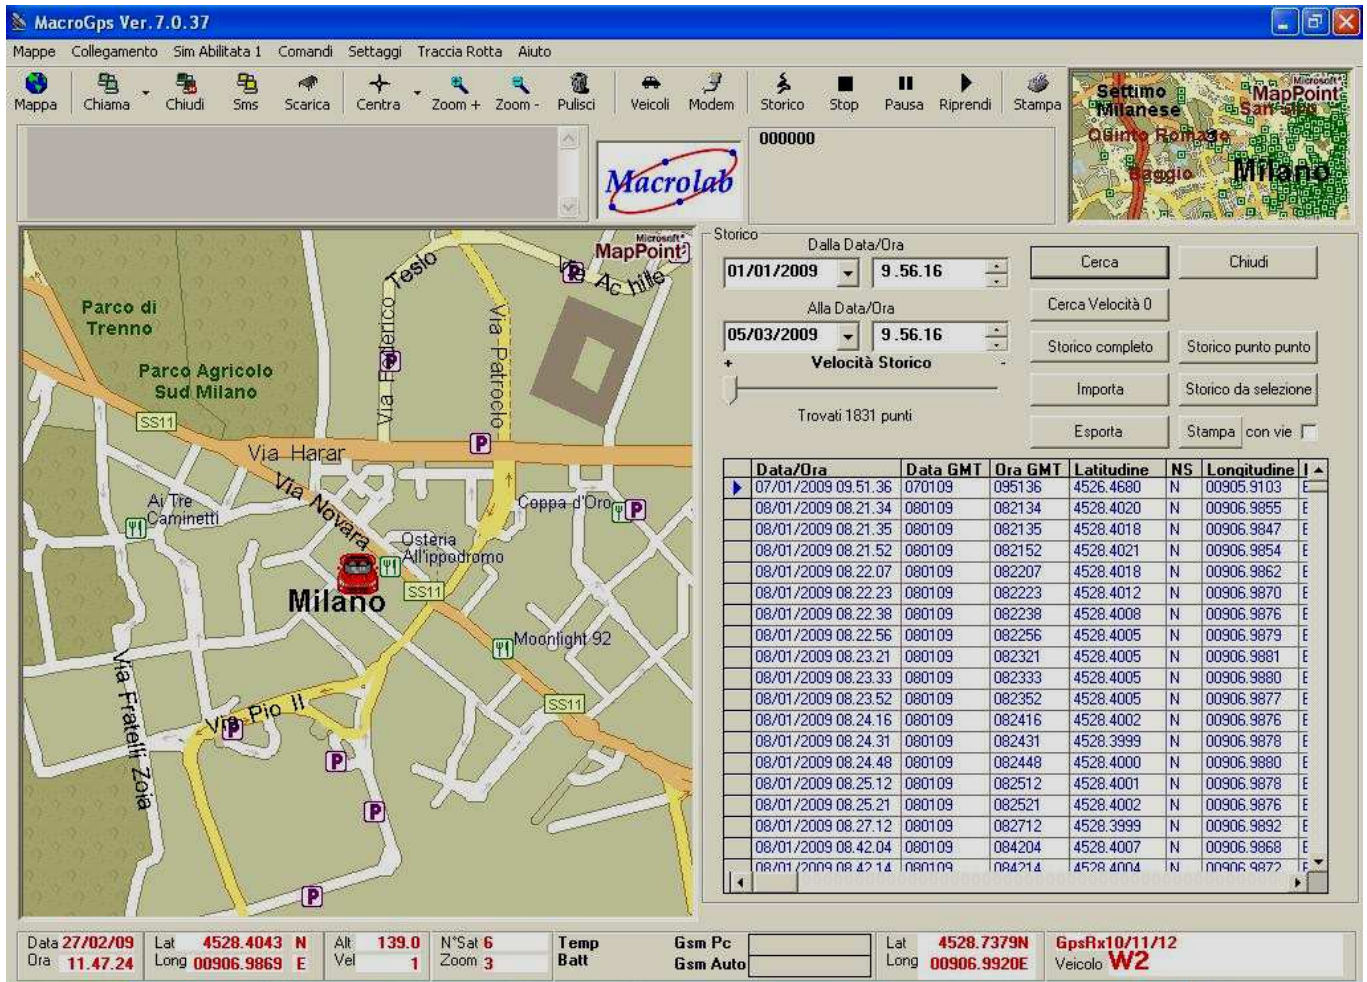 MacroGps Ver.7.0.37
Mappe Collegamento Sim Abilitata 1 Comandi Settaggi Traccia Rotta Aiuto
Mappa Chiama Chiudi Sms Scarica Centra Zoom + Zoom - Pulisci Veicoli Modem Storico Stop Pausa Riprendi Stampa
Macrolab
000000
Microsoft
MapPoint
Settimo
Milanese
San
Quinto Romano
Baggio
Milano
Microsoft
MapPoint
Tesio
Achille
Via Federico
Via Patroclo
Parco di
Trenno
Parco Agricolo
Sud Milano
SS11
P
P
P
Via Harar
Via Novara
Ai Tre
Caminetti
Coppa d'Oro
P
Osteria
All'ippodromo
Milano
SS11
Moonlight 92
SS11
Via Fratelli Zoia
Via Pio II
P
P
P
P
Storico
Dalla Data/Ora
01/01/2009 9.56.16
Alla Data/Ora
05/03/2009 9.56.16
+ Velocità Storico -
Trovati 1831 punti
Cerca Chiudi
Cerca Velocità 0
Storico completo Storico punto punto
Importa Storico da selezione
Esporta Stampa con vie
Data/Ora Data GMT Ora GMT Latitudine NS Longitudine
07/01/2009 09.51.36 070109 095136 4526.4680 N 00905.9103 E
08/01/2009 08.21.34 080109 082134 4528.4020 N 00906.9855 E
08/01/2009 08.21.35 080109 082135 4528.4018 N 00906.9847 E
08/01/2009 08.21.52 080109 082152 4528.4021 N 00906.9854 E
08/01/2009 08.22.07 080109 082207 4528.4018 N 00906.9862 E
08/01/2009 08.22.23 080109 082223 4528.4012 N 00906.9870 E
08/01/2009 08.22.38 080109 082238 4528.4008 N 00906.9876 E
08/01/2009 08.22.56 080109 082256 4528.4005 N 00906.9879 E
08/01/2009 08.23.21 080109 082321 4528.4005 N 00906.9881 E
08/01/2009 08.23.33 080109 082333 4528.4005 N 00906.9880 E
08/01/2009 08.23.52 080109 082352 4528.4005 N 00906.9877 E
08/01/2009 08.24.16 080109 082416 4528.4002 N 00906.9876 E
08/01/2009 08.24.31 080109 082431 4528.3999 N 00906.9878 E
08/01/2009 08.24.48 080109 082448 4528.4000 N 00906.9880 E
08/01/2009 08.25.12 080109 082512 4528.4001 N 00906.9878 E
08/01/2009 08.25.21 080109 082521 4528.4002 N 00906.9876 E
08/01/2009 08.27.12 080109 082712 4528.3999 N 00906.9892 E
08/01/2009 08.42.04 080109 084204 4528.4007 N 00906.9868 E
08/01/2009 08.42.14 080109 084214 4528.4004 N 00906.9872 E
Data 27/02/09 Lat 4528.4043 N Alt 139.0 N°Sat 6 Temp Gsm Pc Lat 4528.7379N GpsRx10/11/12
Ora 11.47.24 Long 00906.9869 E Vel 1 Zoom 3 Batt Gsm Auto Long 00906.9920E Veicolo W2